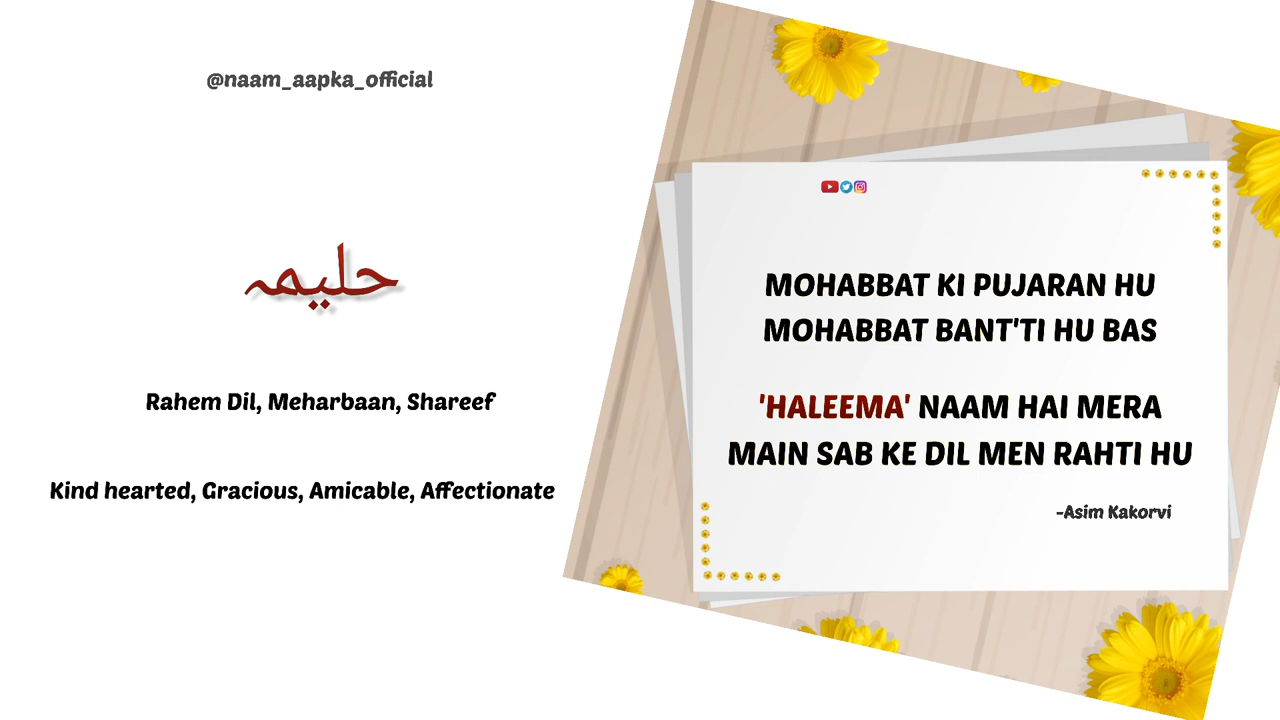 @naam_aapka_official
حلیمہ
Rahem Dil, Meharbaan, Shareef
Kind hearted, Gracious, Amicable, Affectionate
MOHABBAT KI PUJARAN HU
MOHABBAT BANT'TI HU BAS
'HALEEMA' NAAM HAI MERA
MAIN SAB KE DIL MEN RAHTI HU
-Asim Kakorvi